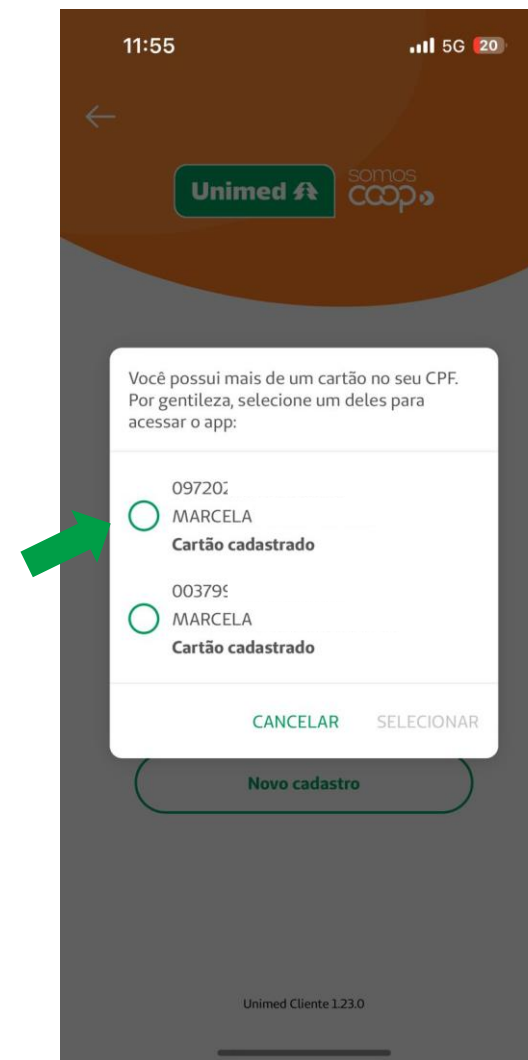 11:55
5G 20
Unimed
somos
coop
Você possui mais de um cartão no seu CPF.
Por gentileza, selecione um deles para
acessar o app:
09720
MARCELA
Cartão cadastrado
00379
MARCELA
Cartão cadastrado
CANCELAR SELECIONAR
Novo cadastro
Unimed Cliente 1.23.0